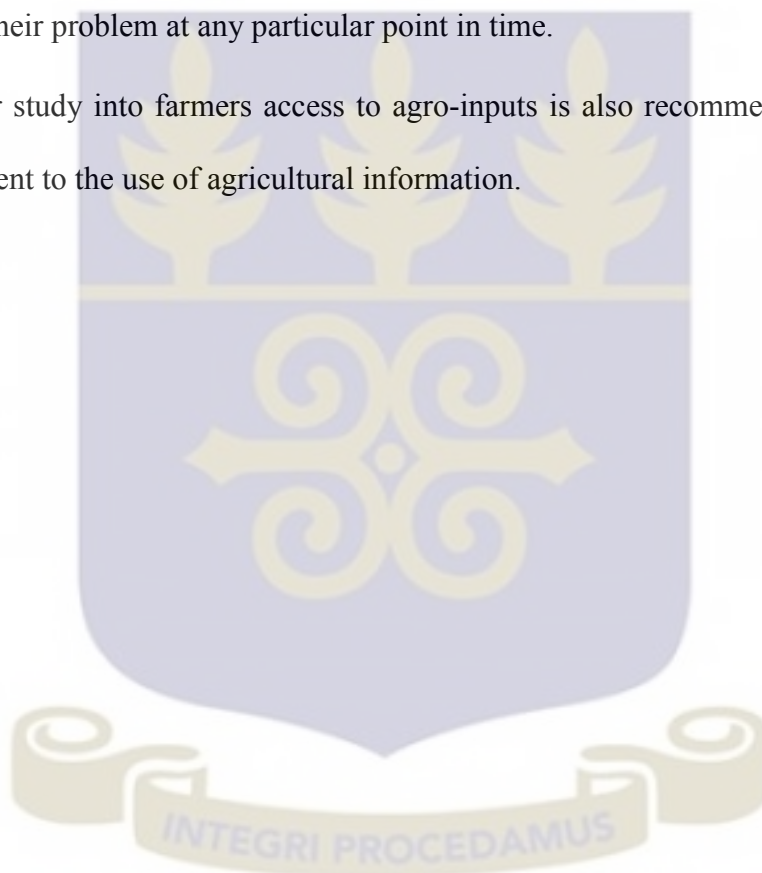 heir problem at any particular point in time.
study into farmers access to agro-inputs is also recomme
ent to the use of agricultural information.
INTEGRI PROCEDAMUS